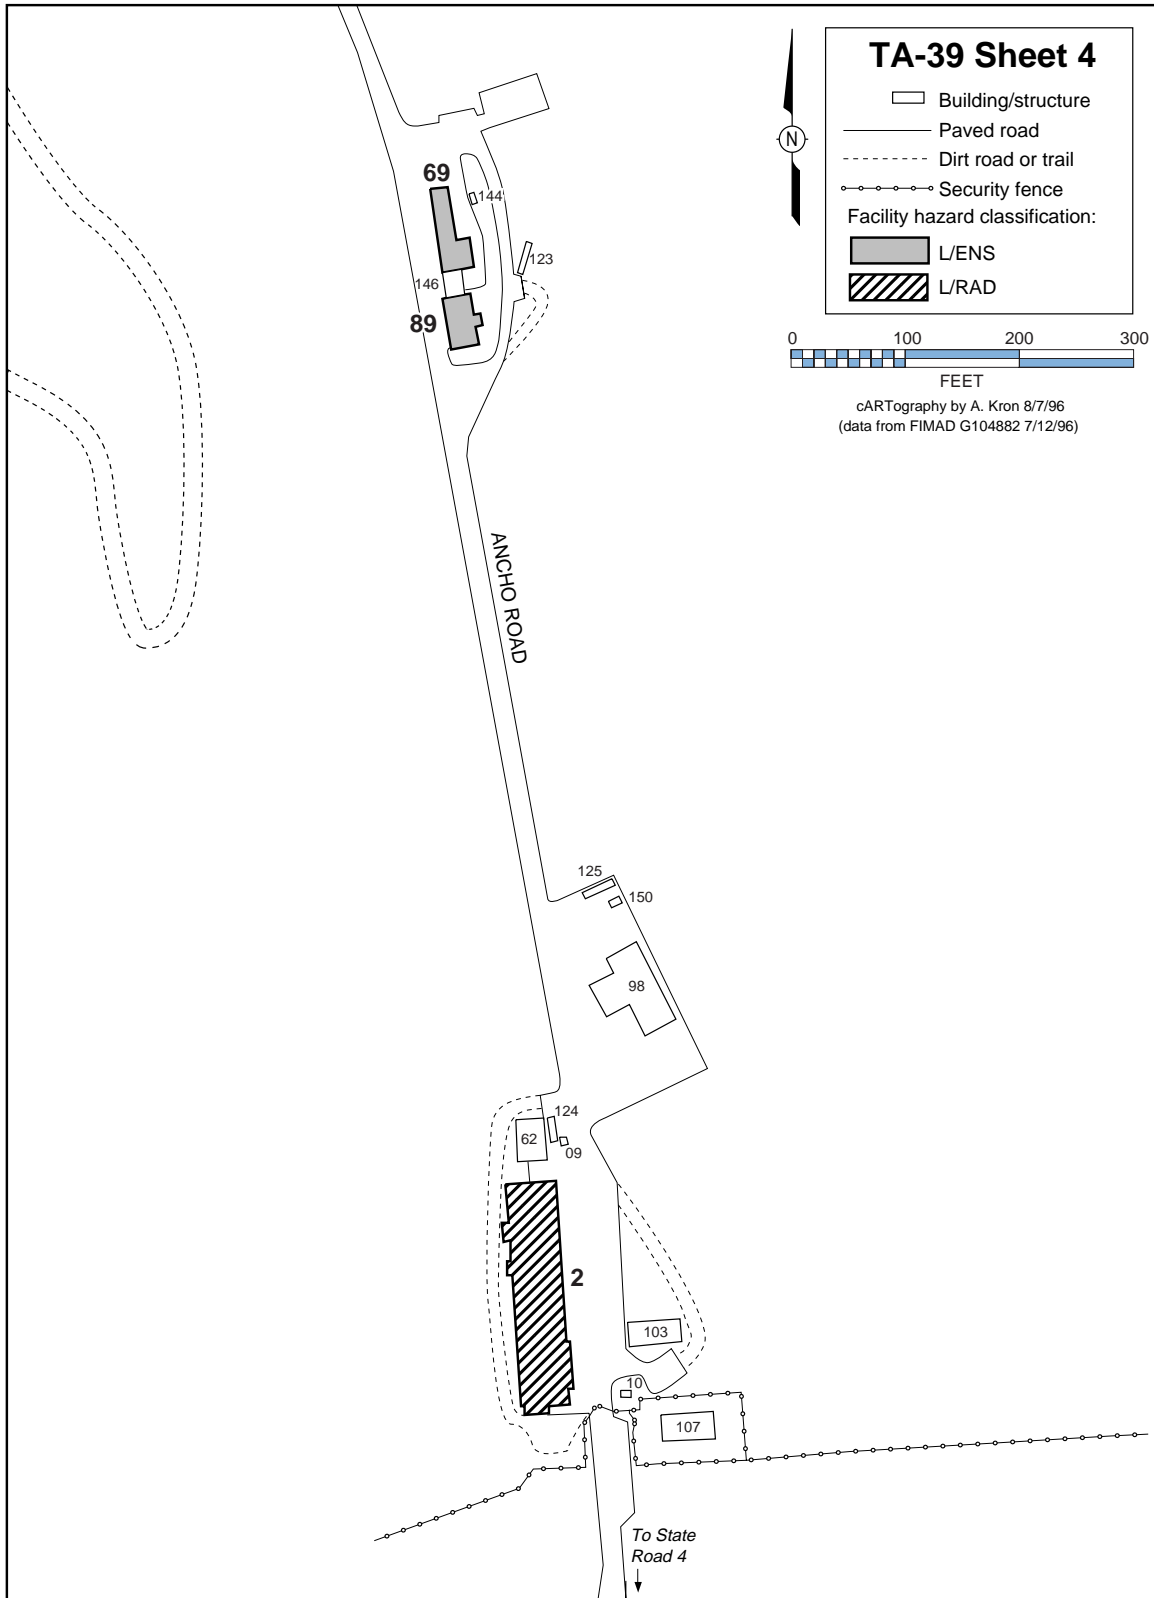 TA-39 Sheet 4
Building/structure
Paved road
Dirt road or trail
Security fence
Facility hazard classification:
L/ENS
L/RAD
N
0 100 200 300
FEET
cARTography by A. Kron 8/7/96
(data from FIMAD G104882 7/12/96)
69
144
123
146
89
ANCHO ROAD
125
150
98
124
62
09
2
103
10
107
To State
Road 4